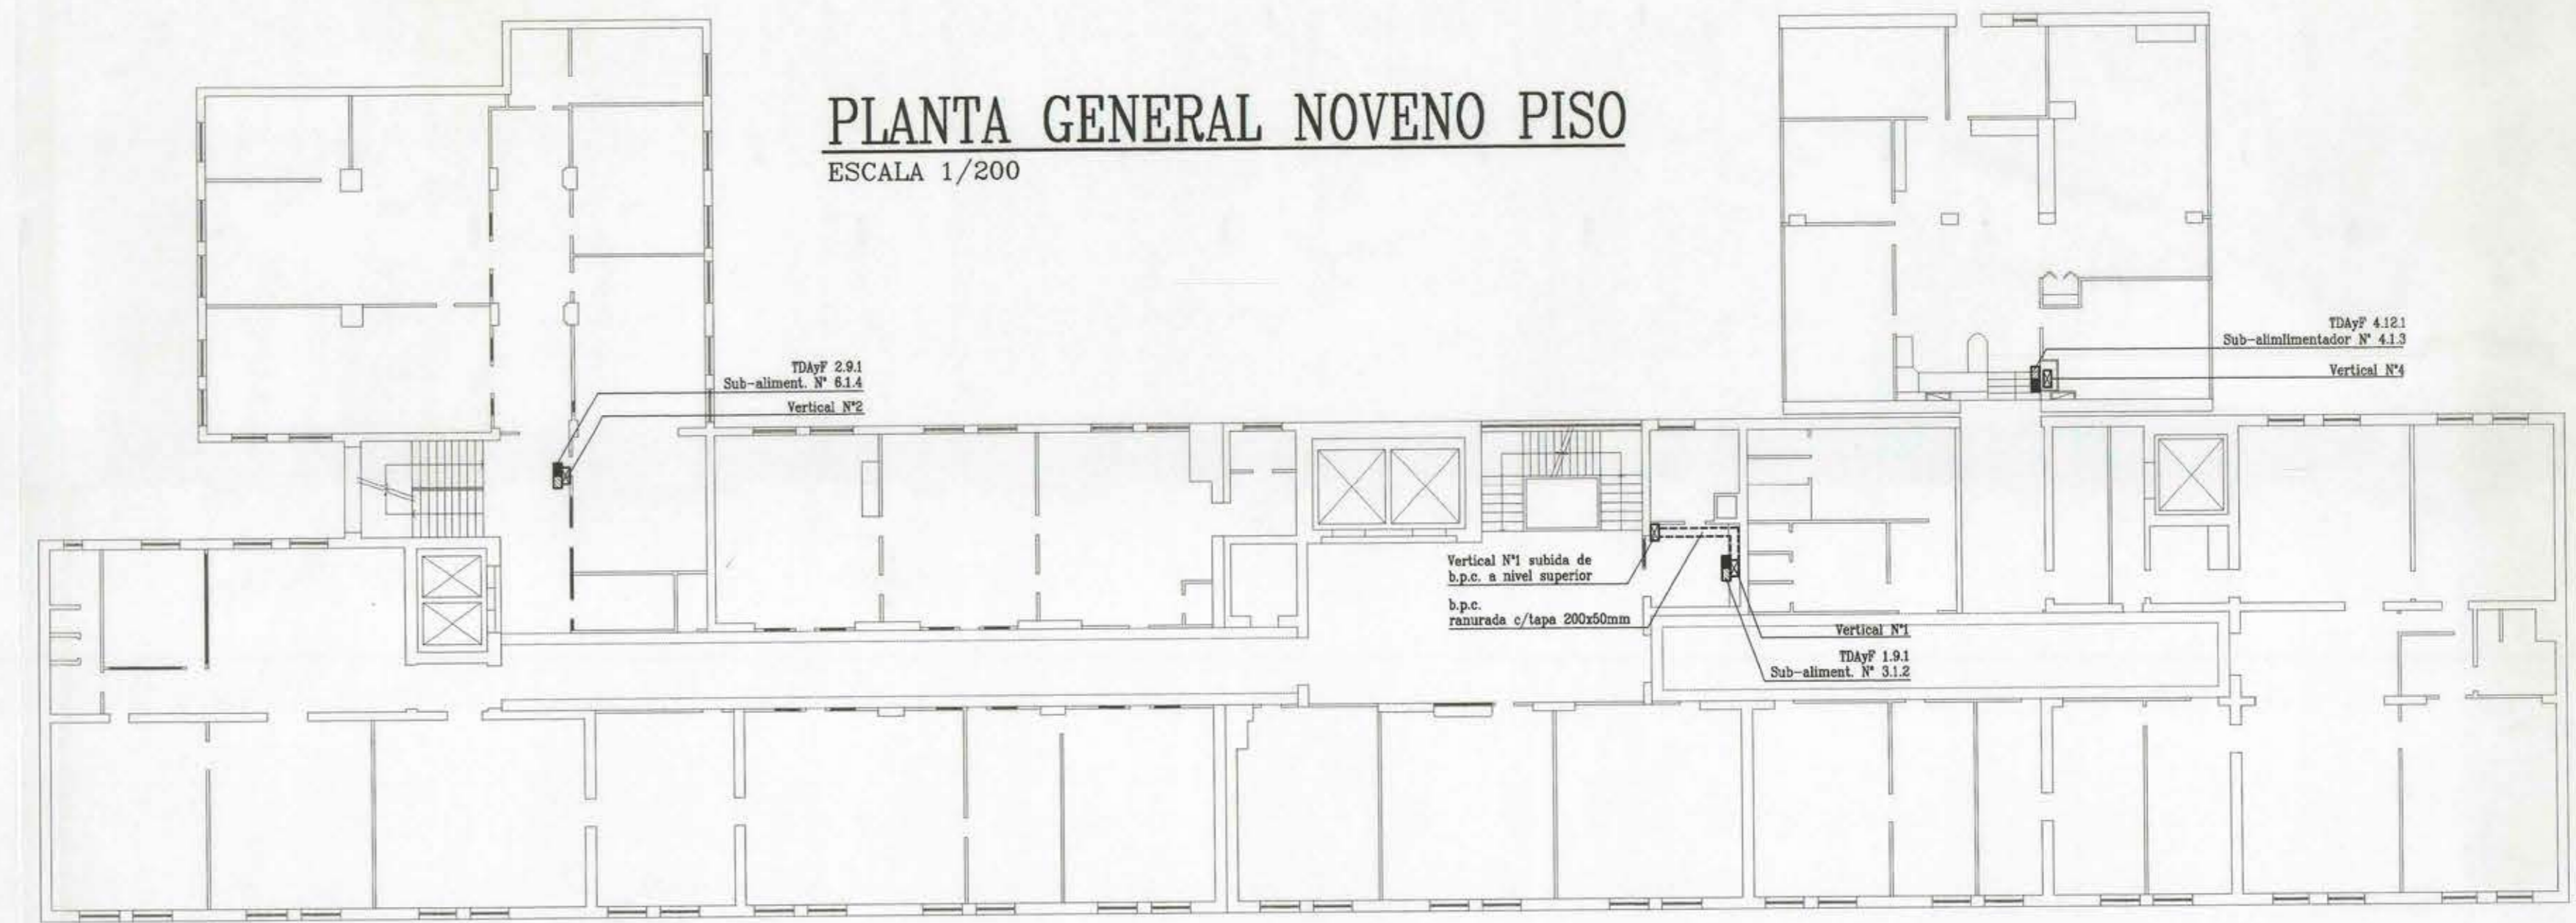 PLANTA GENERAL NOVENO PISO
ESCALA 1/200
TDAyF 2.9.1
Sub-aliment. N° 6.1.4
Vertical N°2
TDAyF 4.12.1
Sub-alimlimentador N° 4.1.3
Vertical N°4
Vertical N°1 subida de
b.p.c. a nivel superior
b.p.c.
ranurada c/tapa 200x50mm
Vertical N°1
TDAyF 1.9.1
Sub-aliment. N° 3.1.2